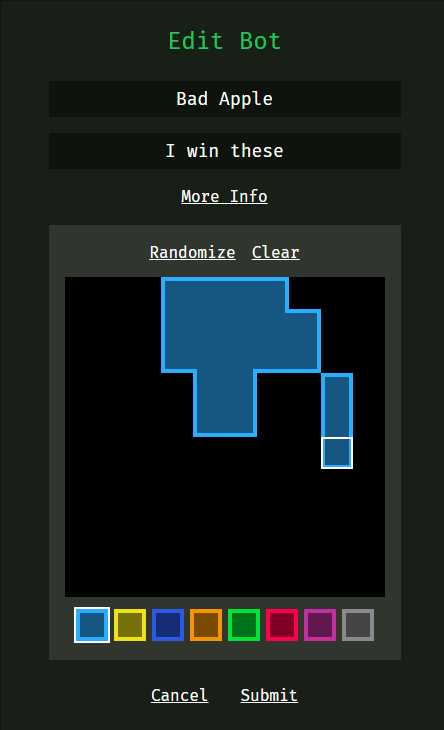 Edit Bot
Bad Apple
I win these
More Info
Randomize Clear
Cancel Submit